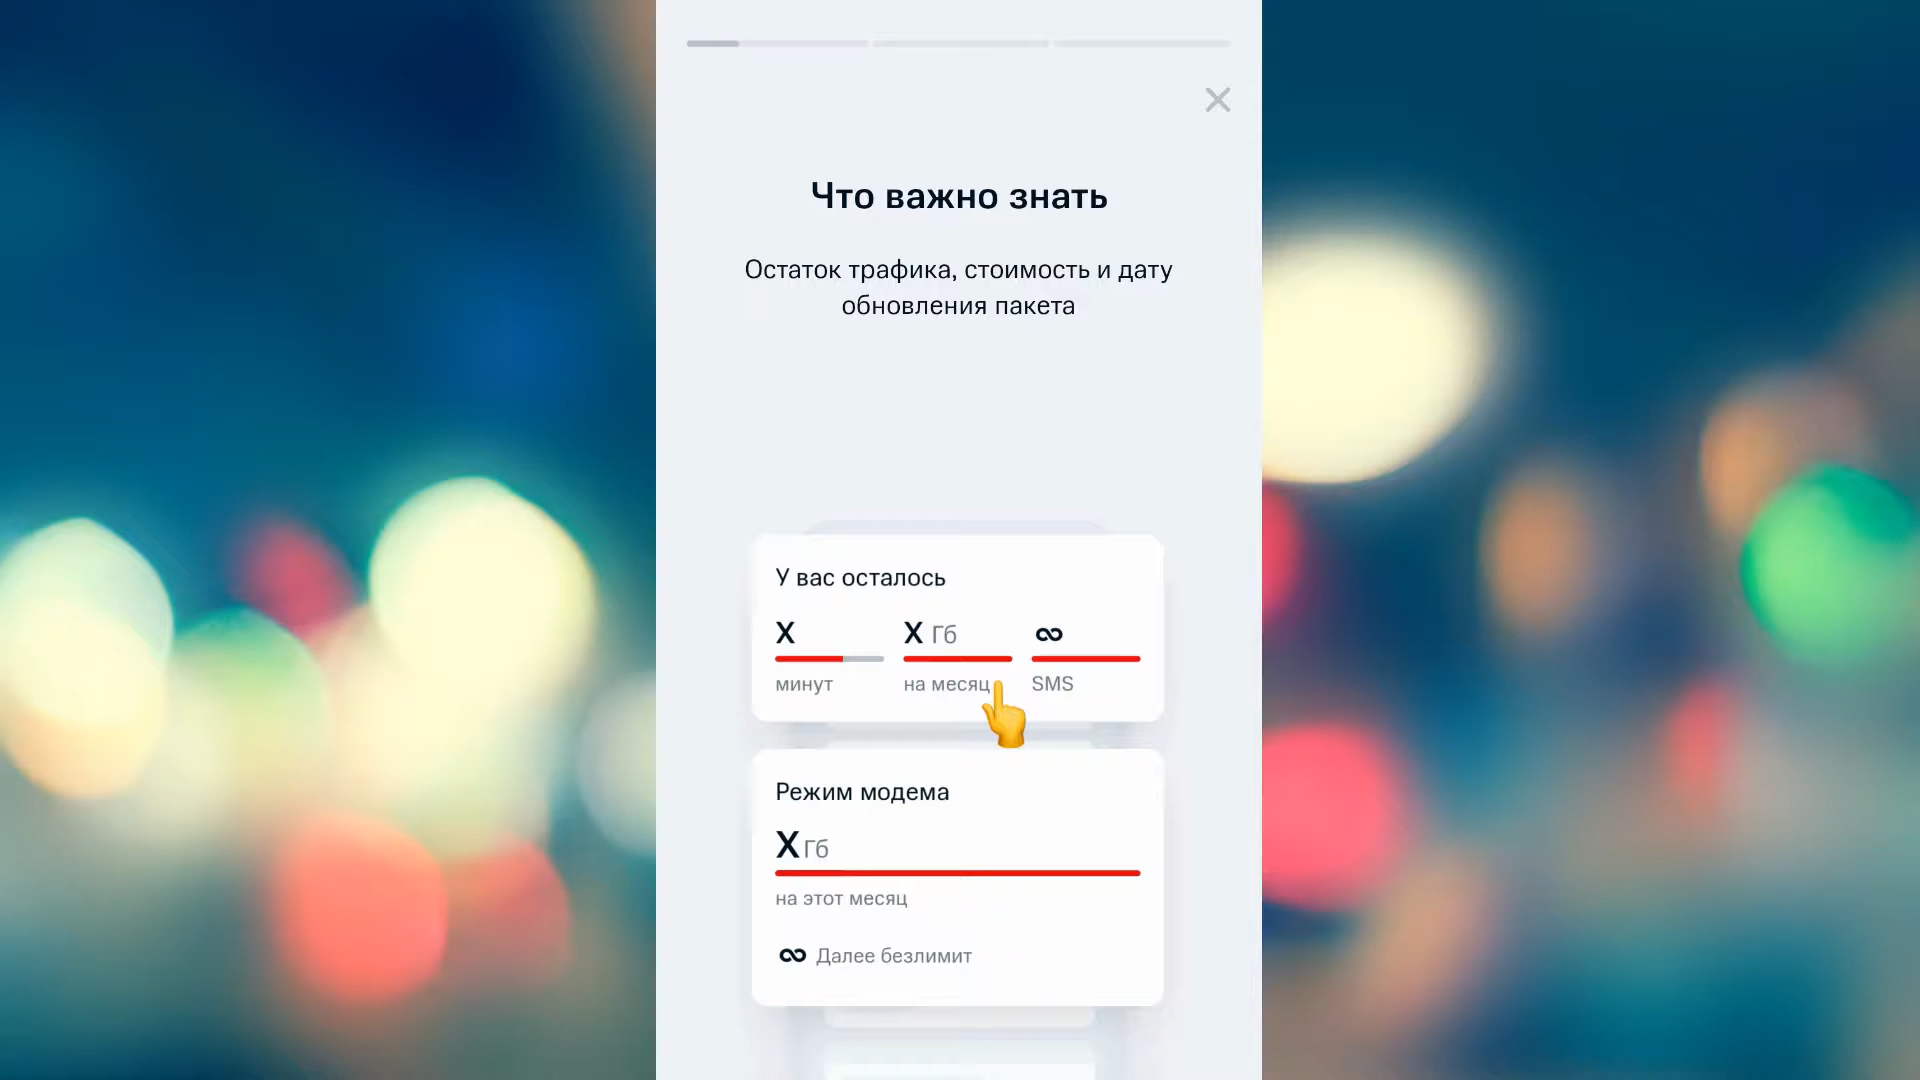 Что важно знать
Остаток трафика, стоимость и дату
обновления пакета
У вас осталось
X X Гб ∞
минут на месяц SMS
Режим модема
X Гб
на этот месяц
∞ Далее безлимит